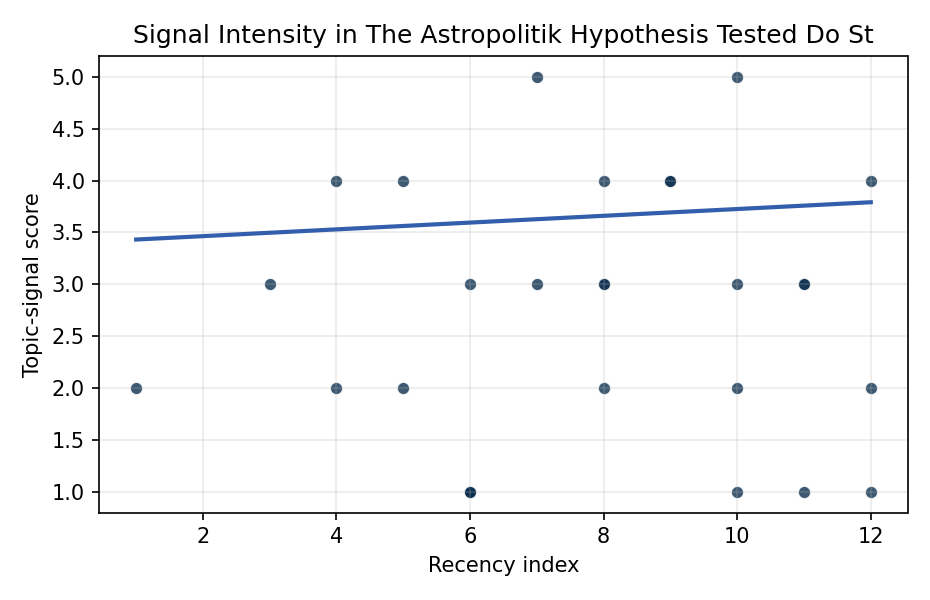 Signal Intensity in The Astropolitik Hypothesis Tested Do St
Topic-signal score
5.0
4.5
4.0
3.5
3.0
2.5
2.0
1.5
1.0
2 4 6 8 10 12
Recency index